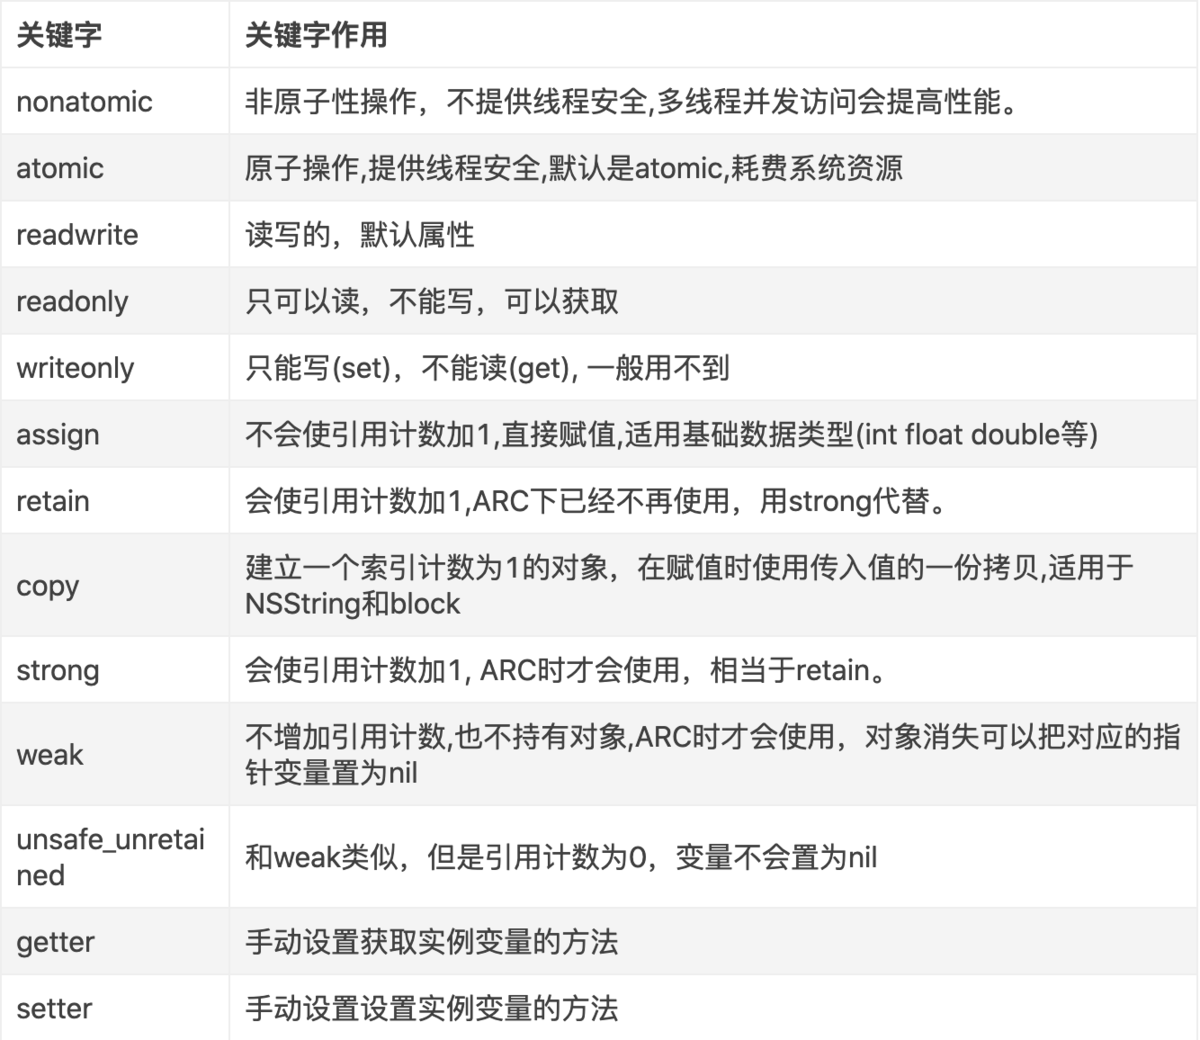 关键字 关键字作用
nonatomic 非原子性操作，不提供线程安全,多线程并发访问会提高性能。
atomic 原子操作,提供线程安全,默认是atomic,耗费系统资源
readwrite 读写的，默认属性
readonly 只可以读，不能写，可以获取
writeonly 只能写(set)，不能读(get), 一般用不到
assign 不会使引用计数加1,直接赋值,适用基础数据类型(int float double等)
retain 会使引用计数加1,ARC下已经不再使用，用strong代替。
copy
建立一个索引计数为1的对象，在赋值时使用传入值的一份拷贝,适用于
NSString和block
strong 会使引用计数加1, ARC时才会使用，相当于retain。
weak
不增加引用计数,也不持有对象,ARC时才会使用，对象消失可以把对应的指
针变量置为nil
unsafe_unretai
ned
和weak类似，但是引用计数为0，变量不会置为nil
getter 手动设置获取实例变量的方法
setter 手动设置设置实例变量的方法